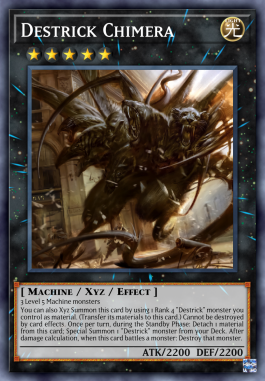 Destrick Chimera
LIGHT
光
[ Machine / Xyz / Effect ]
3 Level 5 Machine monsters
You can also Xyz Summon this card by using 1 Rank 4 "Destrick" monster you
control as material. (Transfer its materials to this card.) Cannot be destroyed
by card effects. Once per turn, during the Standby Phase: Detach 1 material
from this card; Special Summon 1 "Destrick" monster from your Deck. After
damage calculation, when this card battles a monster: Destroy that monster.
ATK/2200 DEF/2200